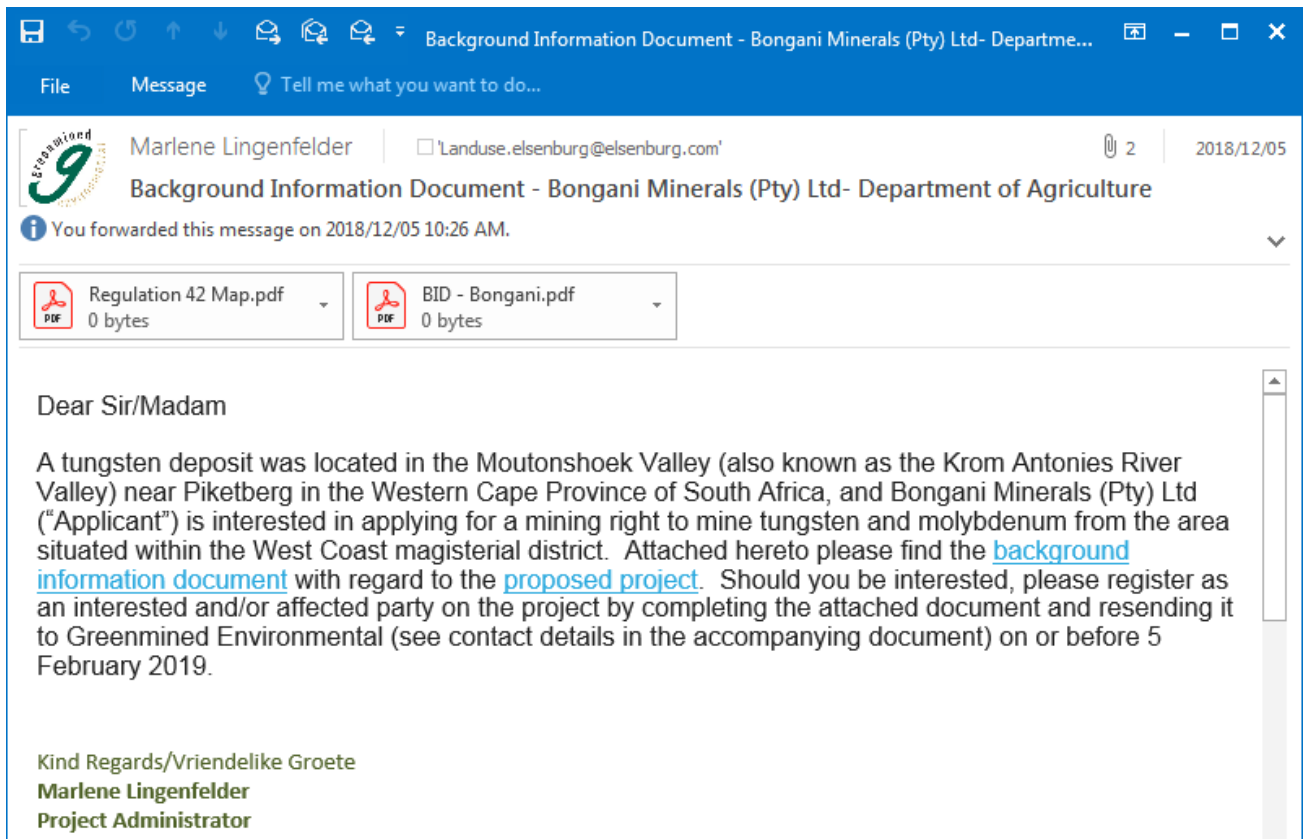 Background Information Document - Bongani Minerals (Pty) Ltd- Departme...
File Message Tell me what you want to do...
Greenmined
Marlene Lingenfelder 'Landuse.elsenburg@elsenburg.com' 2 2018/12/05
Background Information Document - Bongani Minerals (Pty) Ltd- Department of Agriculture
You forwarded this message on 2018/12/05 10:26 AM.
Regulation 42 Map.pdf BID - Bongani.pdf
PDF 0 bytes PDF 0 bytes
Dear Sir/Madam
A tungsten deposit was located in the Moutonshoek Valley (also known as the Krom Antonies River
Valley) near Piketberg in the Western Cape Province of South Africa, and Bongani Minerals (Pty) Ltd
(“Applicant”) is interested in applying for a mining right to mine tungsten and molybdenum from the area
situated within the West Coast magisterial district.  Attached hereto please find the background
information document with regard to the proposed project.  Should you be interested, please register as
an interested and/or affected party on the project by completing the attached document and resending it
to Greenmined Environmental (see contact details in the accompanying document) on or before 5
February 2019.
Kind Regards/Vriendelike Groete
Marlene Lingenfelder
Project Administrator